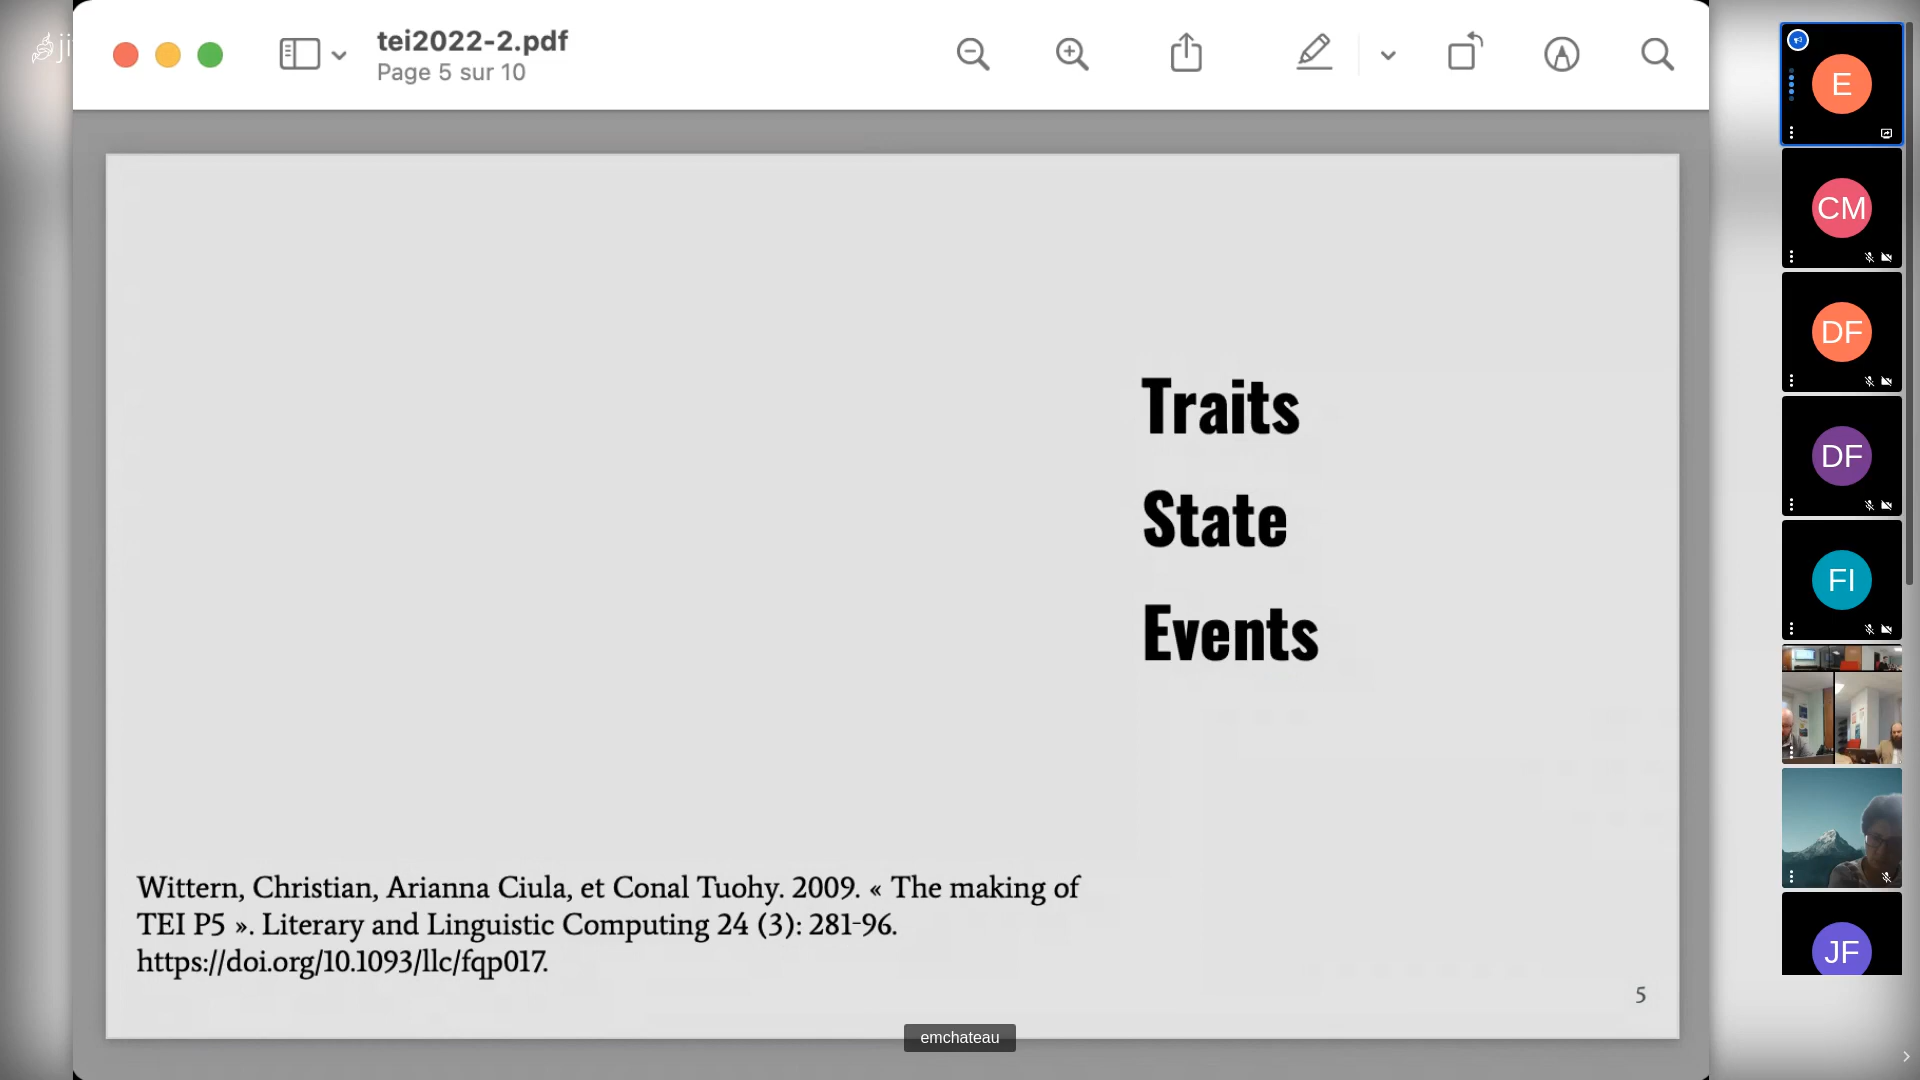 ji
tei2022-2.pdf
Page 5 sur 10
Traits
State
Events
Wittern, Christian, Arianna Ciula, et Conal Tuohy. 2009. « The making of
TEI P5 ». Literary and Linguistic Computing 24 (3): 281-96.
https://doi.org/10.1093/llc/fqp017.
5
emchateau
E
CM
DF
DF
FI
JF